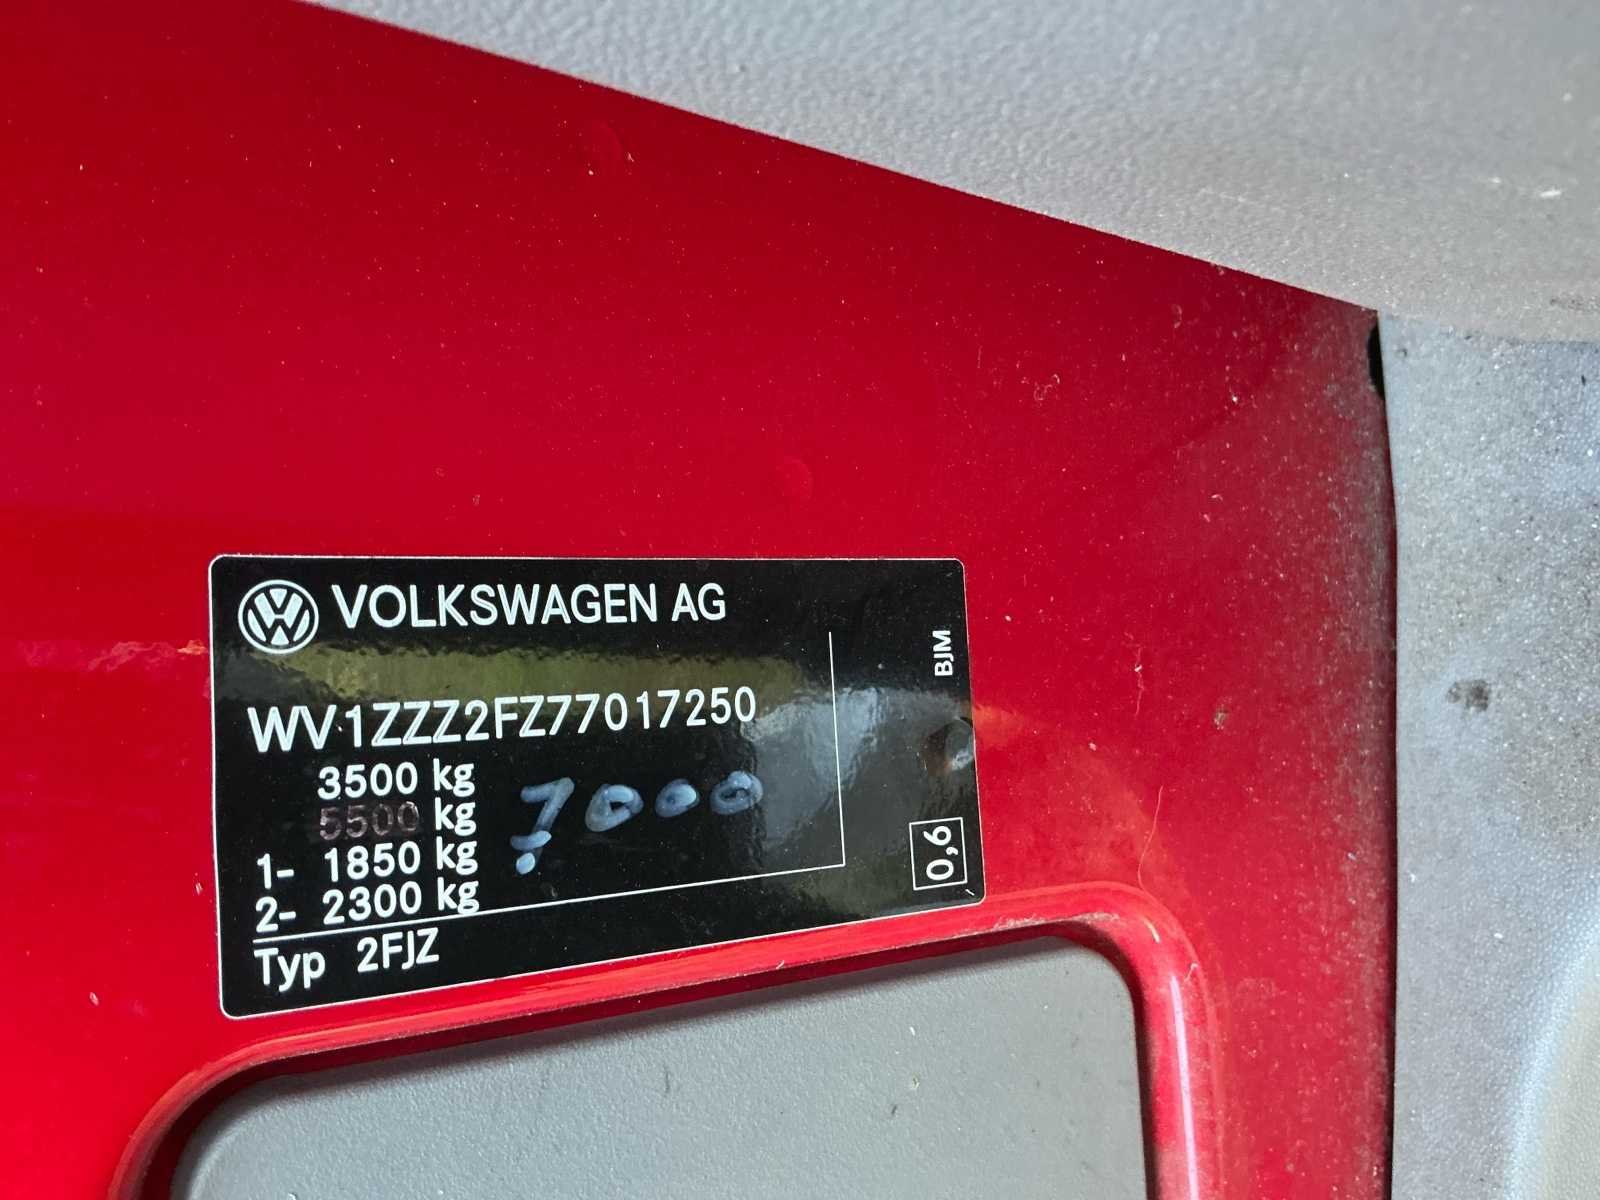 VOLKSWAGEN AG
BJM
WV1ZZZ2FZ77017250
3500 kg
5500 kg
7000
1- 1850 kg
2- 2300 kg
0,6
Typ 2FJZ